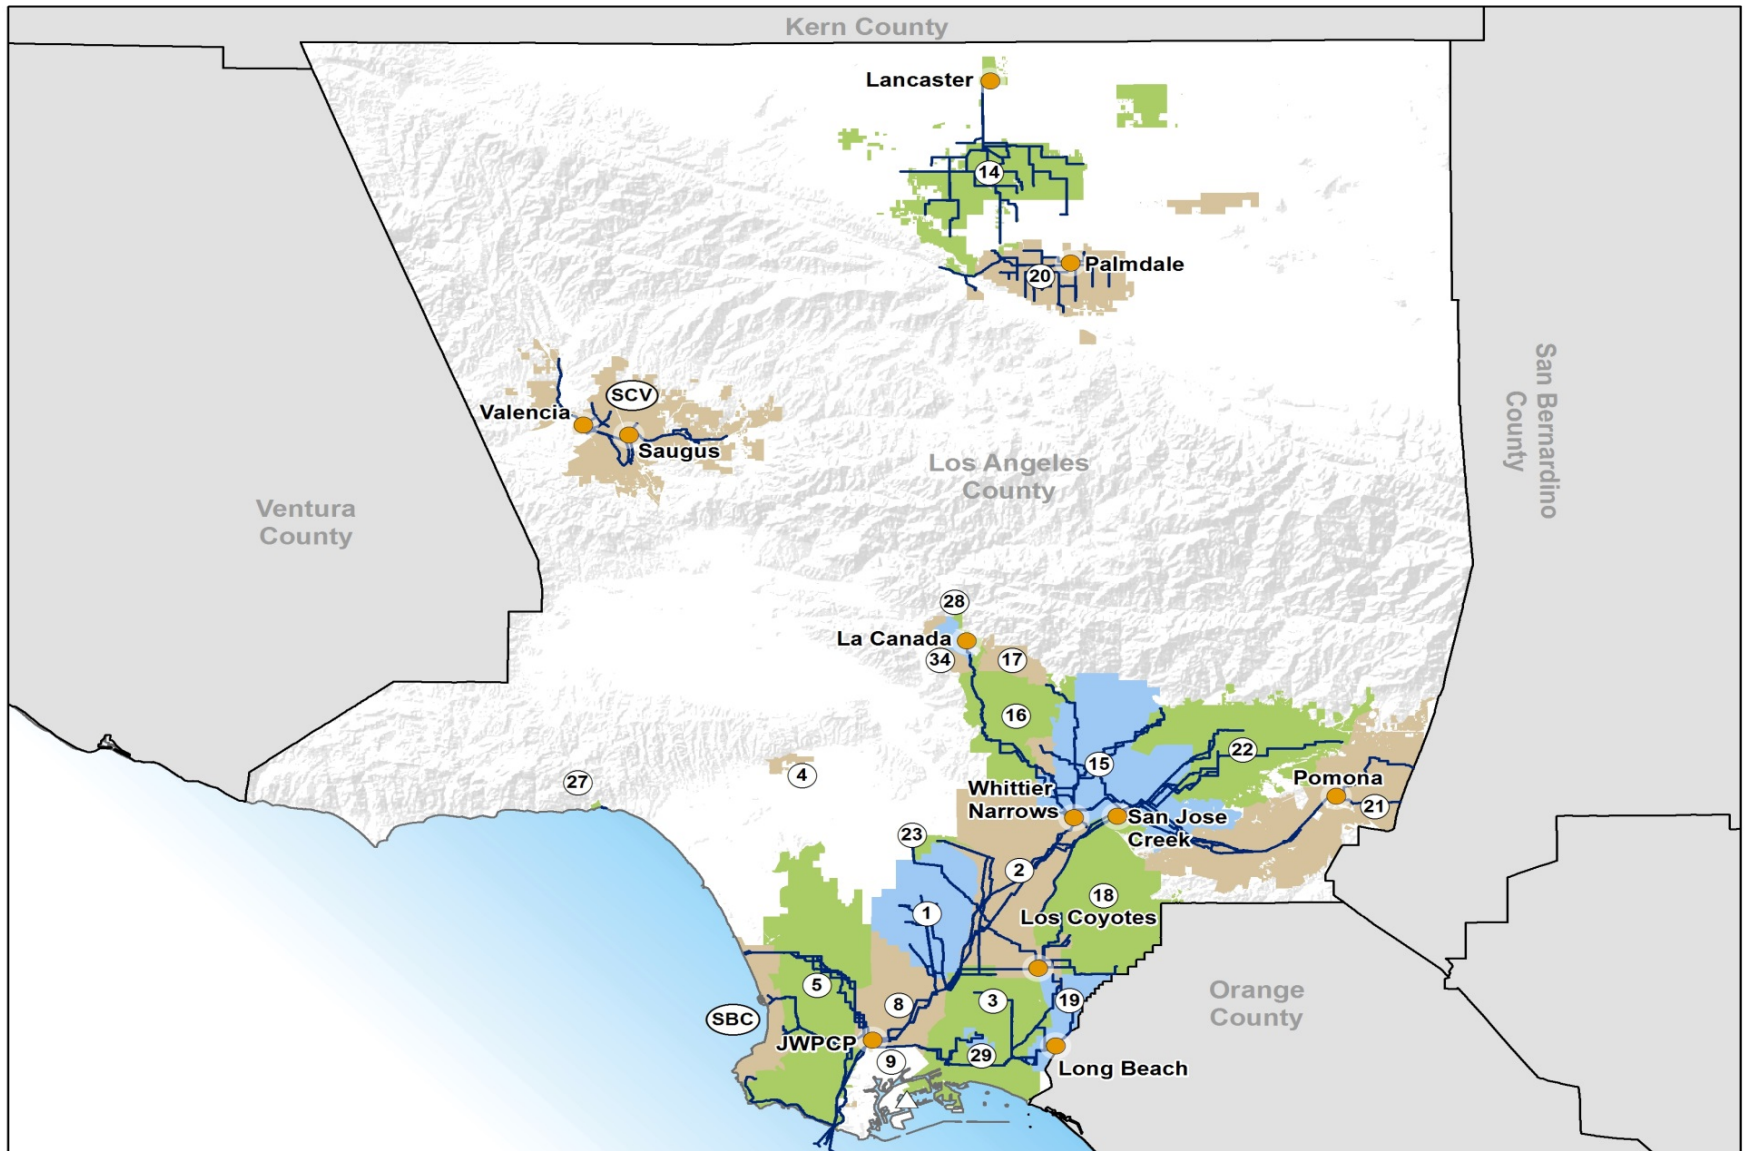 Kern County
Lancaster
14
20
Palmdale
San Bernardino
County
SCV
Valencia
Saugus
Los Angeles
County
Ventura
County
28
La Canada
34
17
16
22
15
4
27
Pomona
21
Whittier
Narrows
San Jose
Creek
23
2
18
1
Los Coyotes
5
8
3
19
Orange
County
SBC
JWPCP
9
29
Long Beach